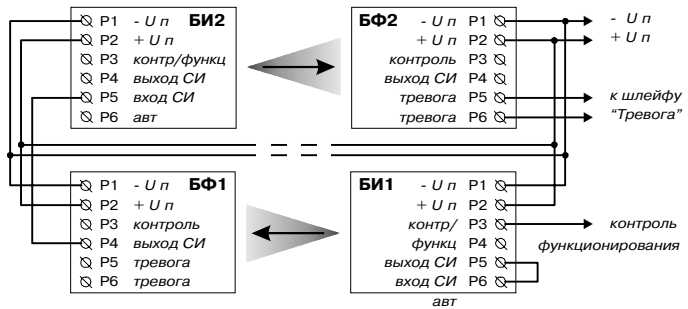 БИ2
P1 - U п
P2 + U п
P3 контр/функц
P4 выход СИ
P5 вход СИ
P6 авт
БФ2
- U п P1
+ U п P2
контроль P3
выход СИ P4
тревога P5
тревога P6
- U п
+ U п
к шлейфу
"Тревога"
БФ1
P1 - U п
P2 + U п
P3 контроль
P4 выход СИ
P5 тревога
P6 тревога
БИ1
- U п P1
+ U п P2
контр/ P3
функц P4
выход СИ P5
вход СИ P6
авт
контроль
функционирования